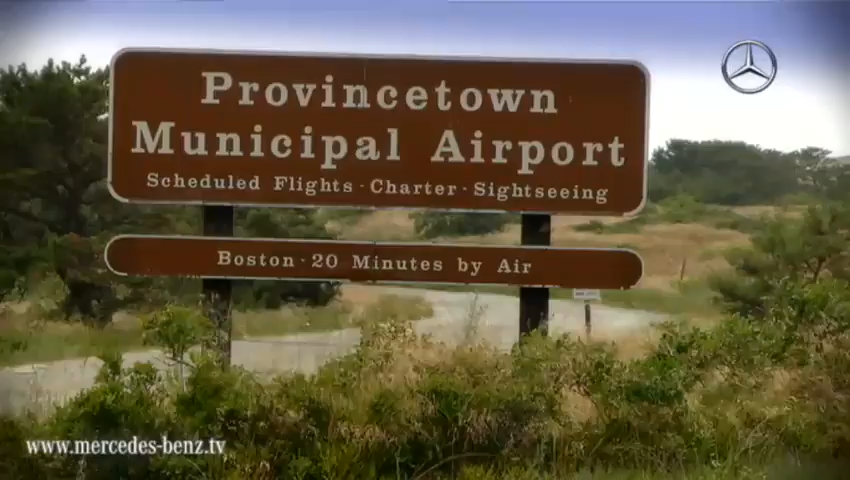 Provincetown
Municipal Airport
Scheduled Flights · Charter · Sightseeing
Boston · 20 Minutes by Air
www.mercedes-benz.tv